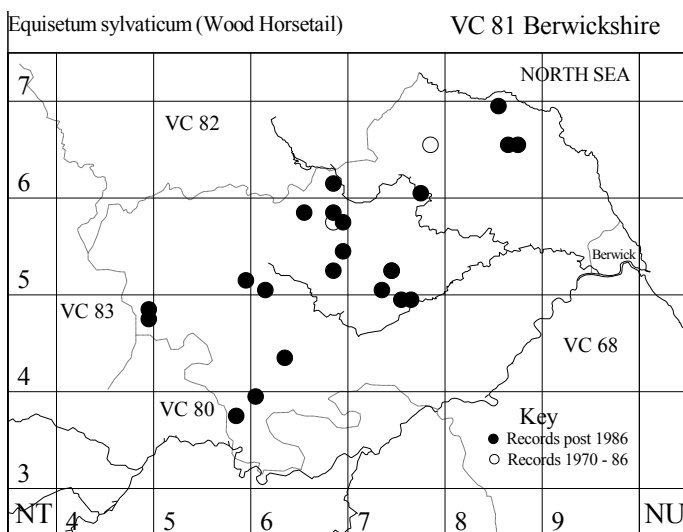 Equisetum sylvaticum (Wood Horsetail) VC 81 Berwickshire
NORTH SEA
7
VC 82
6
Berwick
5
VC 83
VC 68
4
VC 80
Key
Records post 1986
Records 1970 - 86
3
NT 4 5 6 7 8 9 NU